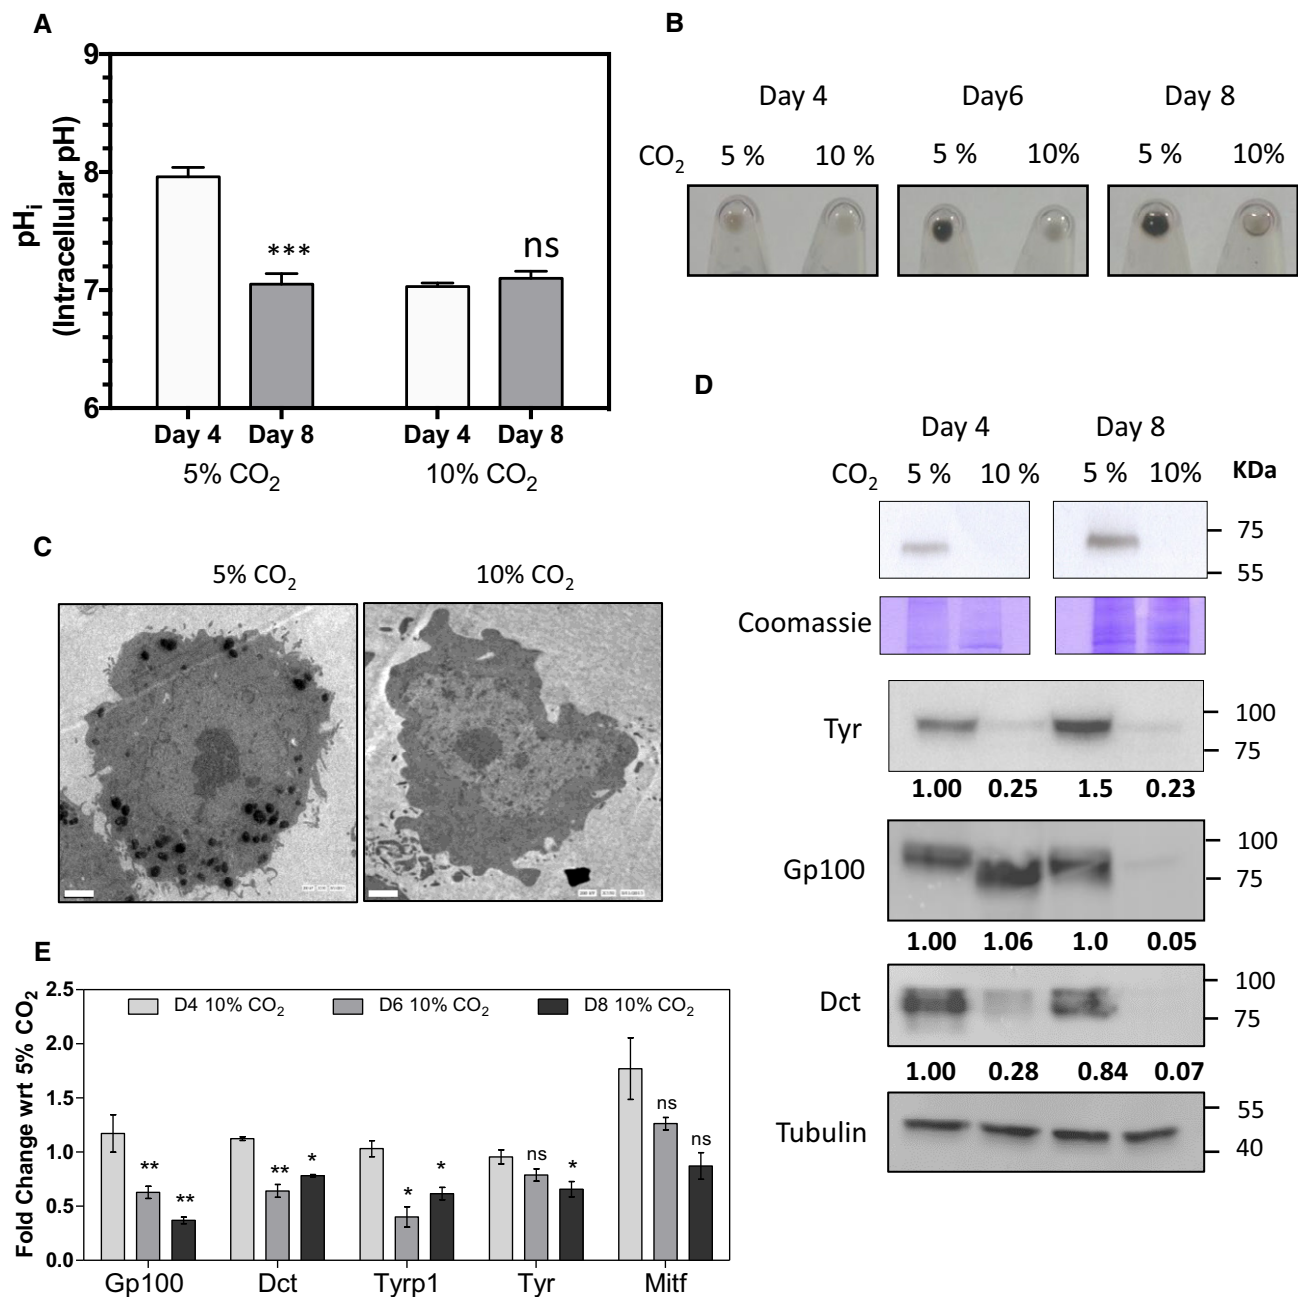 A
9
8
7
6
pHi
(Intracellular pH)
***
ns
Day 4 Day 8 Day 4 Day 8
5% CO2 10% CO2
B
Day 4 Day6 Day 8
CO2 5 % 10 % 5 % 10% 5 % 10%
C
5% CO2 10% CO2
D
Day 4 Day 8
CO2 5 % 10 % 5 % 10% KDa
75
55
Coomassie
Tyr
100
75
1.00 0.25 1.5 0.23
Gp100
100
75
1.00 1.06 1.0 0.05
Dct
100
75
1.00 0.28 0.84 0.07
Tubulin
55
40
E
Fold Change wrt 5% CO2
2.5
2.0
1.5
1.0
0.5
0.0
D4 10% CO2 D6 10% CO2 D8 10% CO2
** ** ** * * * ns * ns ns
Gp100 Dct Tyrp1 Tyr Mitf